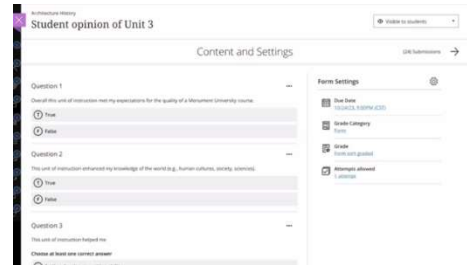 Architecture History
Student opinion of Unit 3
Visible to students
Content and Settings
(24) Submissions
Question 1
Overall this unit of instruction met my expectations for the quality of a Monument University course.
T True
F False
Question 2
This unit of instruction enhanced my knowledge of the world (e.g., human cultures, society, sciences).
T True
F False
Question 3
This unit of instruction helped me
Choose at least one correct answer
Form Settings
Due Date
Grade Category
Form
Grade
Attempts allowed
1 attempt